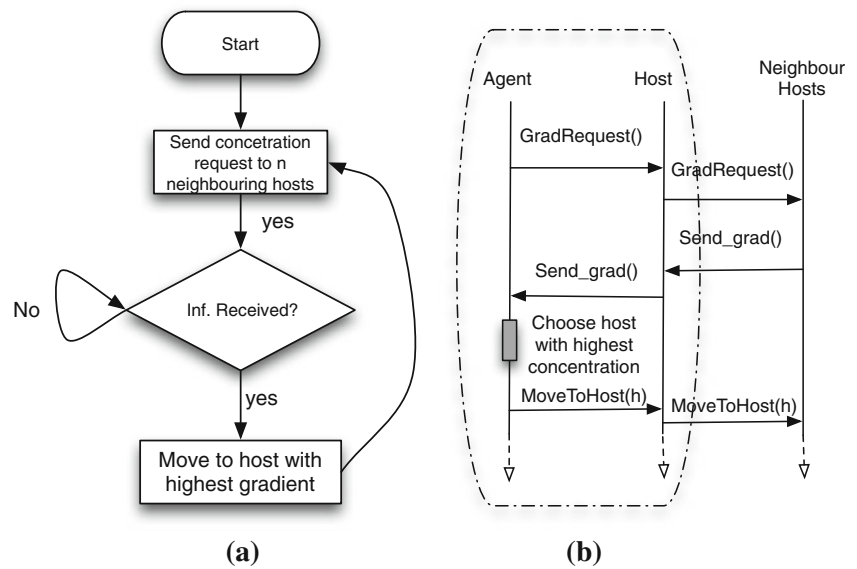 Start
Send concetration
request to n
neighbouring hosts
yes
No
Inf. Received?
yes
Move to host with
highest gradient
(a)
Agent
Host
Neighbour
Hosts
GradRequest()
GradRequest()
Send_grad()
Send_grad()
Choose host
with highest
concentration
MoveToHost(h)
MoveToHost(h)
(b)